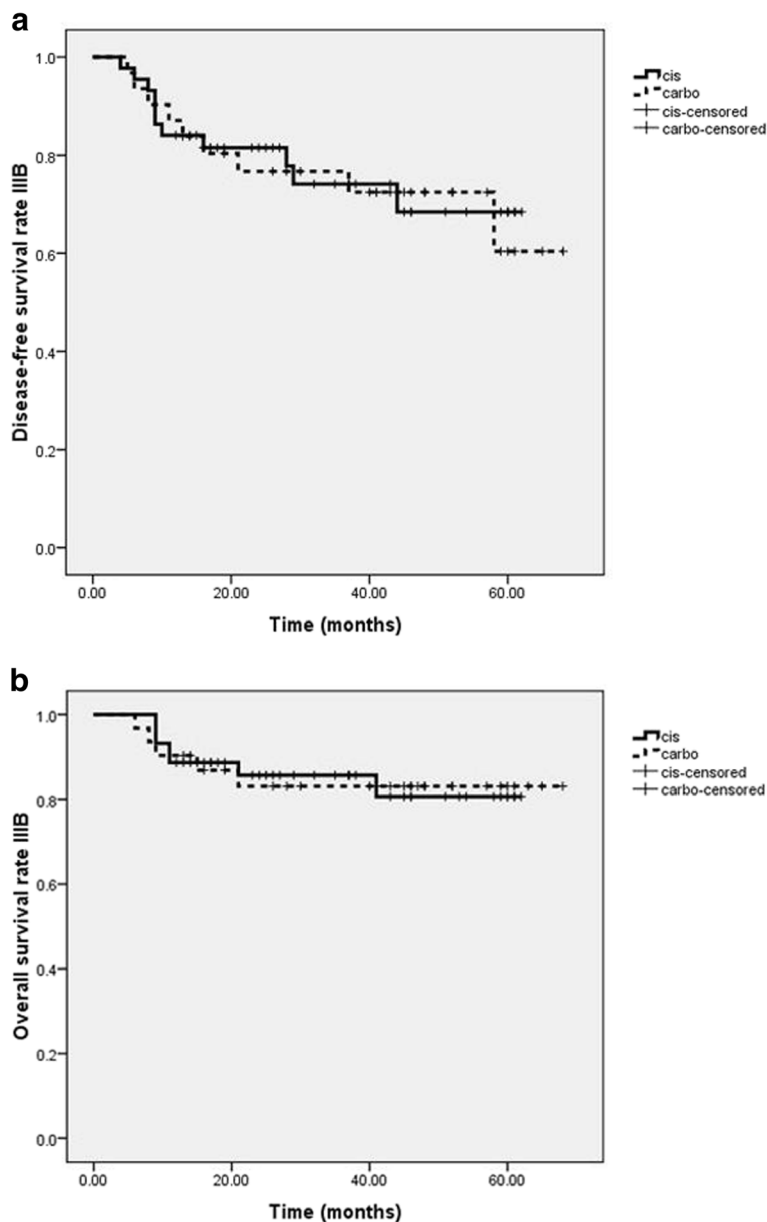 a
Disease-free survival rate IIIB
1.0
0.8
0.6
0.4
0.2
0.0
0.00 20.00 40.00 60.00
Time (months)
cis
carbo
cis-censored
carbo-censored
b
Overall survival rate IIIB
1.0
0.8
0.6
0.4
0.2
0.0
0.00 20.00 40.00 60.00
Time (months)
cis
carbo
cis-censored
carbo-censored